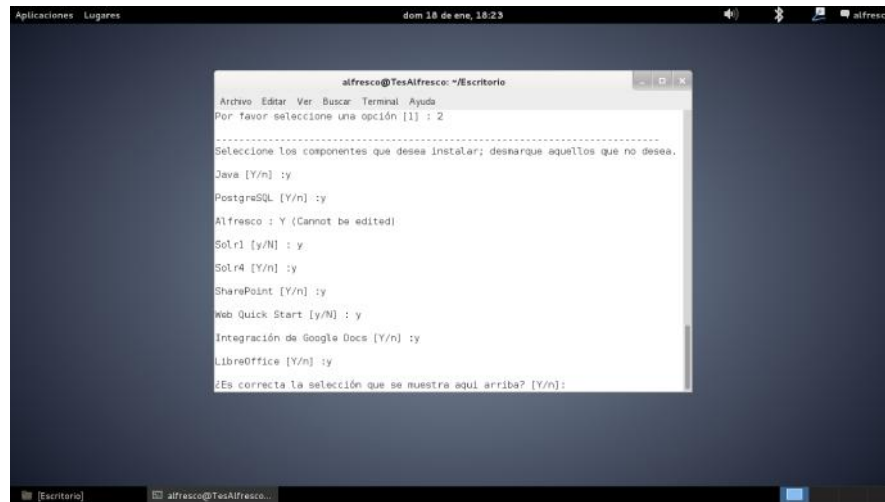 Aplicaciones Lugares
dom 18 de ene, 18:23
alfresc
alfresco@TesAlfresco: ~/Escritorio
Archivo Editar Ver Buscar Terminal Ayuda
Por favor seleccione una opción [1] : 2
----------------------------------------------------------------------------
Seleccione los componentes que desea instalar; desmarque aquellos que no desea.
Java [Y/n] :y
PostgreSQL [Y/n] :y
Alfresco : Y (Cannot be edited)
Solr1 [y/N] : y
Solr4 [Y/n] :y
SharePoint [Y/n] :y
Web Quick Start [y/N] : y
Integración de Google Docs [Y/n] :y
LibreOffice [Y/n] :y
¿Es correcta la selección que se muestra aqui arriba? [Y/n]:
[Escritorio]
alfresco@TesAlfresco...